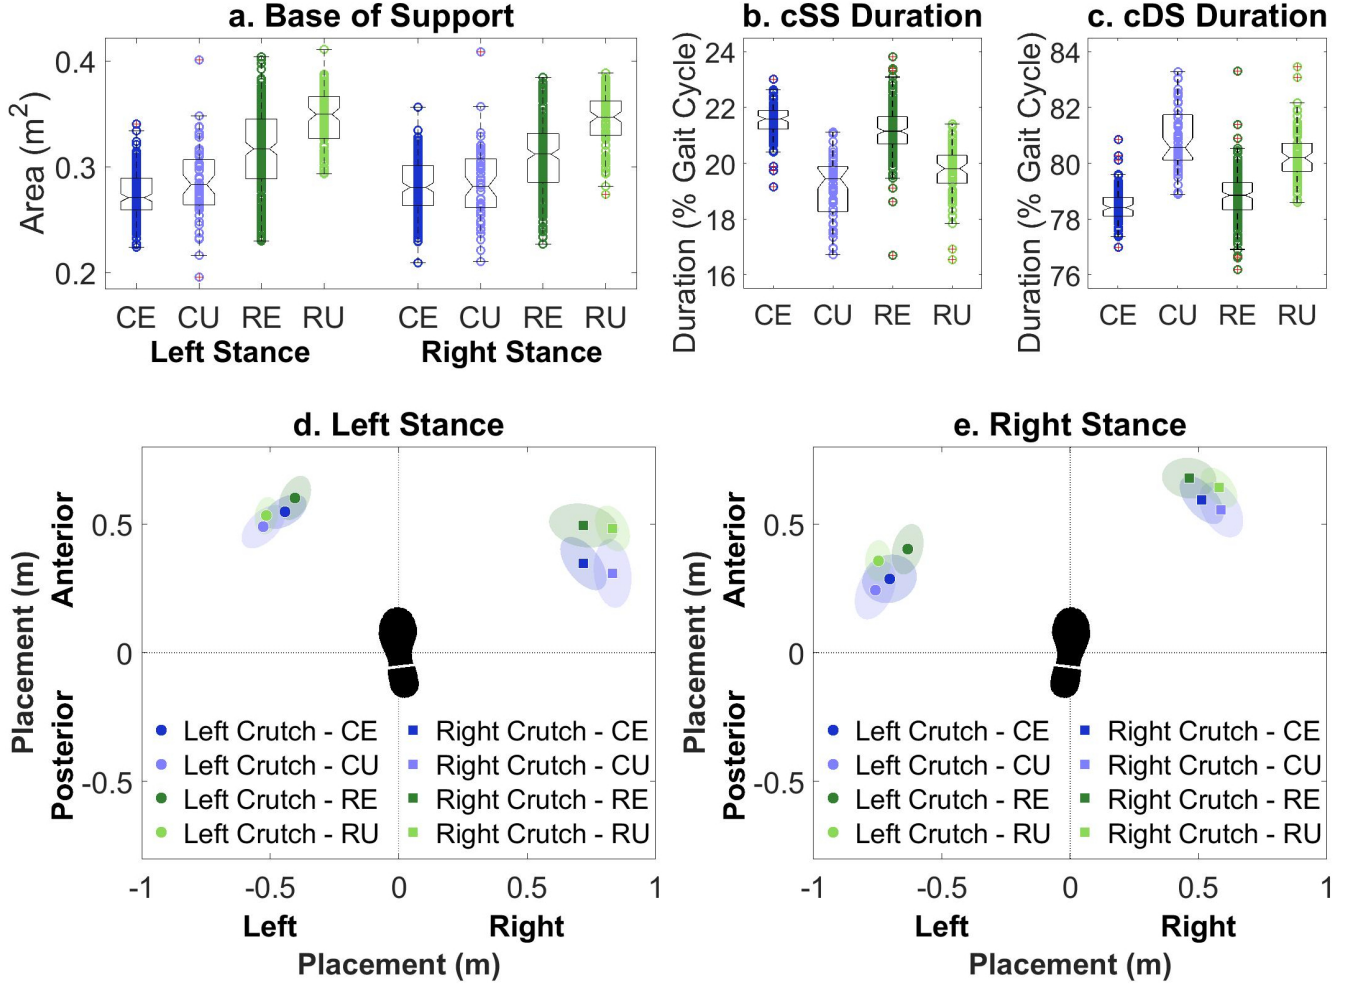 a. Base of Support
Area (m2)
0.4
0.3
0.2
CE CU RE RU CE CU RE RU
Left Stance Right Stance
b. cSS Duration
Duration (% Gait Cycle)
24
22
20
18
16
CE CU RE RU
c. cDS Duration
Duration (% Gait Cycle)
84
82
80
78
76
CE CU RE RU
d. Left Stance
Placement (m)
Posterior Anterior
0.5
0
-0.5
Left Crutch - CE Right Crutch - CE
Left Crutch - CU Right Crutch - CU
Left Crutch - RE Right Crutch - RE
Left Crutch - RU Right Crutch - RU
-1 -0.5 0 0.5 1
Left Right
Placement (m)
e. Right Stance
Placement (m)
Posterior Anterior
0.5
0
-0.5
Left Crutch - CE Right Crutch - CE
Left Crutch - CU Right Crutch - CU
Left Crutch - RE Right Crutch - RE
Left Crutch - RU Right Crutch - RU
-1 -0.5 0 0.5 1
Left Right
Placement (m)